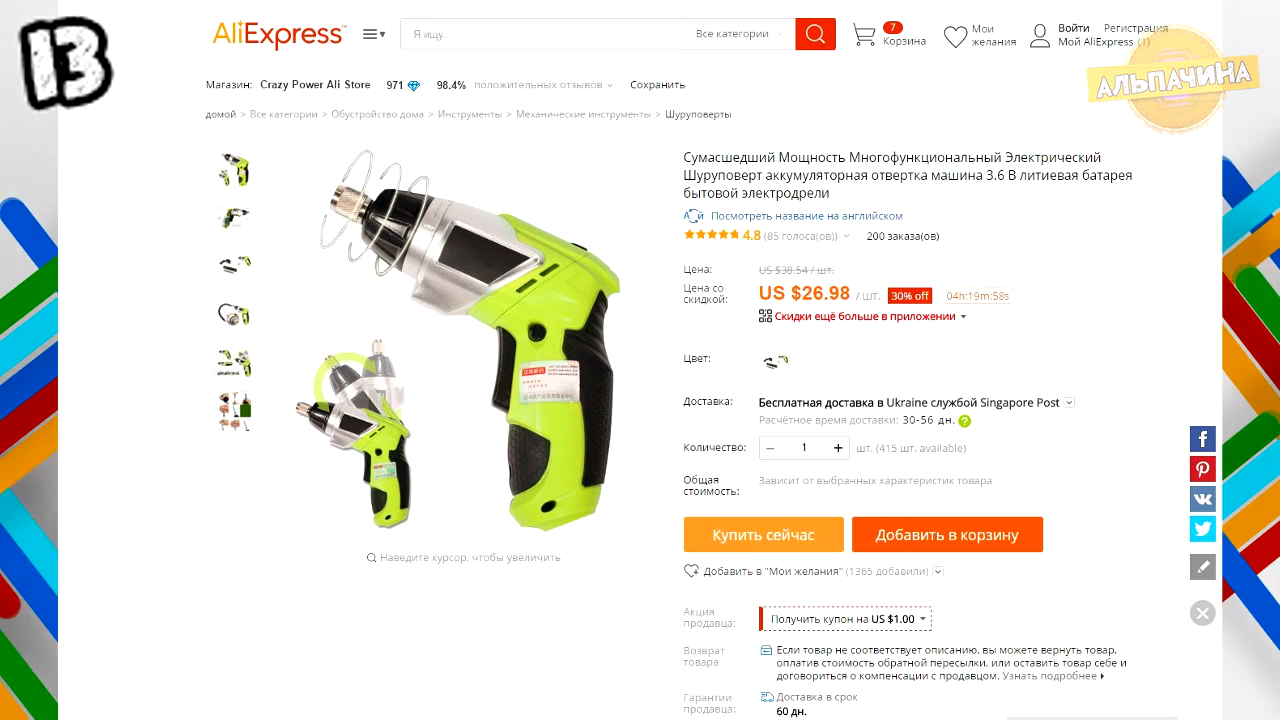 13
AliExpress™
Я ищу...
Все категории
7
Корзина
Мои
желания
Войти
Регистрация
Мой AliExpress (1)
АЛЬПАЧИНА
Магазин: Crazy Power Ali Store 971 98.4% положительных отзывов Сохранить
домой > Все категории > Обустройство дома > Инструменты > Механические инструменты > Шуруповерты
Сумасшедший Мощность Многофункциональный Электрический
Шуруповерт аккумуляторная отвертка машина 3.6 В литиевая батарея
бытовой электродрели
Посмотреть название на английском
4.8 (85 голоса(ов)) 200 заказа(ов)
Цена: US $38.54 / шт.
Цена со
скидкой:
US $26.98 / шт. 30% off 04h:19m:58s
Скидки ещё больше в приложении
Цвет:
Доставка: Бесплатная доставка в Ukraine службой Singapore Post
Расчётное время доставки: 30-56 дн. ?
Количество: − 1 + шт. (415 шт. available)
Общая
стоимость:
Зависит от выбранных характеристик товара
Купить сейчас
Добавить в корзину
Наведите курсор, чтобы увеличить
Добавить в "Мои желания" (1365 добавили)
Акция
продавца:
Получить купон на US $1.00
Возврат
товара
Если товар не соответствует описанию, вы можете вернуть товар,
оплатив стоимость обратной пересылки, или оставить товар себе и
договориться о компенсации с продавцом. Узнать подробнее
Гарантии
продавца:
Доставка в срок
60 дн.